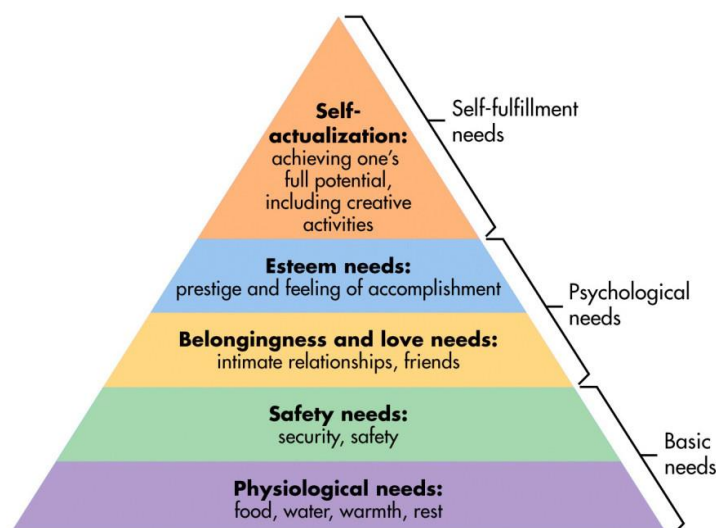 Self-
actualization:
achieving one's
full potential,
including creative
activities
Self-fulfillment
needs
Esteem needs:
prestige and feeling of accomplishment
Psychological
needs
Belongingness and love needs:
intimate relationships, friends
Safety needs:
security, safety
Basic
needs
Physiological needs:
food, water, warmth, rest